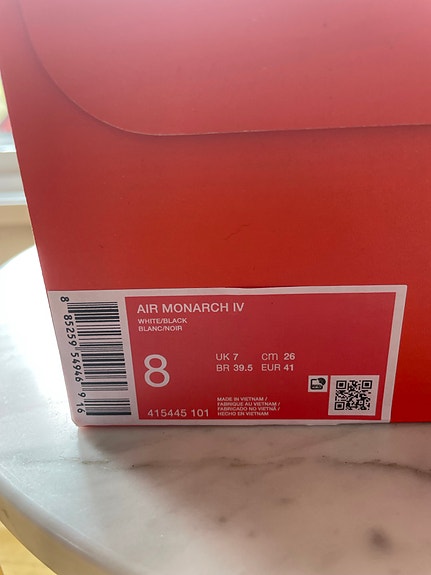 AIR MONARCH IV
WHITE/BLACK
BLANC/NOIR
8
UK 7 cm 26
BR 39.5 EUR 41
415445 101
MADE IN VIETNAM /
FABRIQUÉ AU VIETNAM /
FABRICADO NO VIETNÃ /
HECHO EN VIETNAM
8 85259 54946 9 16